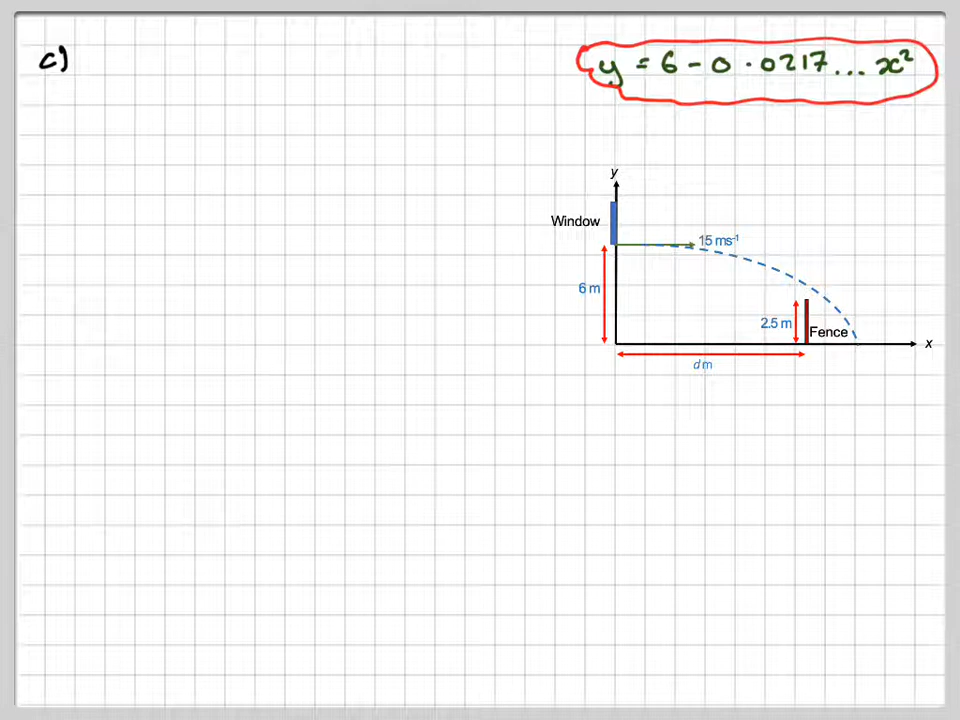 c)
y = 6 - 0.0217... x²
y
Window
15 ms⁻¹
6 m
2.5 m
Fence
x
d m